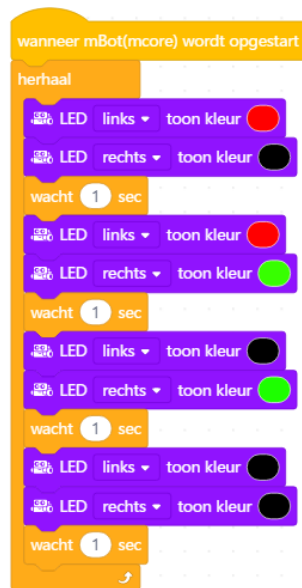 wanneer mBot(mcore) wordt opgestart
herhaal
LED links toon kleur
LED rechts toon kleur
wacht 1 sec
LED links toon kleur
LED rechts toon kleur
wacht 1 sec
LED links toon kleur
LED rechts toon kleur
wacht 1 sec
LED links toon kleur
LED rechts toon kleur
wacht 1 sec